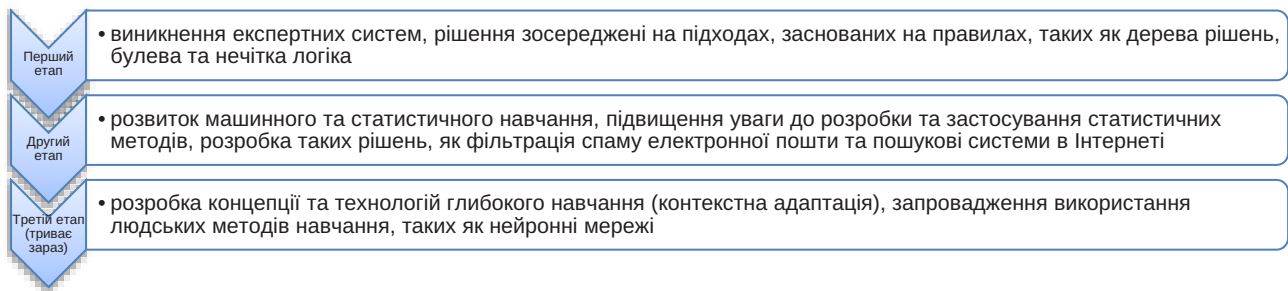 Перший
етап
• виникнення експертних систем, рішення зосереджені на підходах, заснованих на правилах, таких як дерева рішень,
булева та нечітка логіка
Другий
етап
• розвиток машинного та статистичного навчання, підвищення уваги до розробки та застосування статистичних
методів, розробка таких рішень, як фільтрація спаму електронної пошти та пошукові системи в Інтернеті
Третій етап
(триває
зараз)
• розробка концепції та технологій глибокого навчання (контекстна адаптація), запровадження використання
людських методів навчання, таких як нейронні мережі